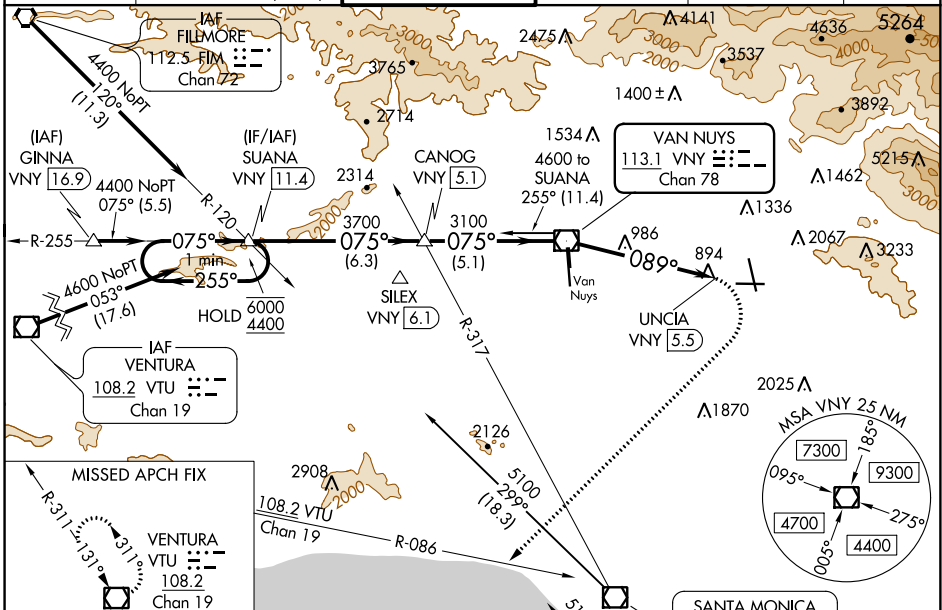 IAF
FILLMORE
112.5 FIM
Chan 72
4400 NoPT
120°
(11.3)
2000
3000
3765
2714
2475
4141
3537
4636
5264
3000
4000
2000
3892
1400 ±
1534
VAN NUYS
113.1 VNY
Chan 78
5215
1462
1336
2067
3233
(IAF)
GINNA
VNY 16.9
4400 NoPT
075° (5.5)
(IF/IAF)
SUANA
VNY 11.4
R-120
2314
CANOG
VNY 5.1
4600 to
SUANA
255° (11.4)
R-255
075°
1 min
255°
3700
075°
(6.3)
3100
075°
(5.1)
986
089°
894
Van
Nuys
4600 NoPT
053°
(17.6)
HOLD 6000
4400
SILEX
VNY 6.1
R-317
UNCIA
VNY 5.5
IAF
VENTURA
108.2 VTU
Chan 19
2025
1870
2126
5100
299°
(18.3)
2908
2000
MSA VNY 25 NM
7300
185°
9300
095°
275°
4700
4400
005°
MISSED APCH FIX
R-311
131°
311°
VENTURA
VTU
108.2
Chan 19
108.2 VTU
Chan 19
R-086
SANTA MONICA